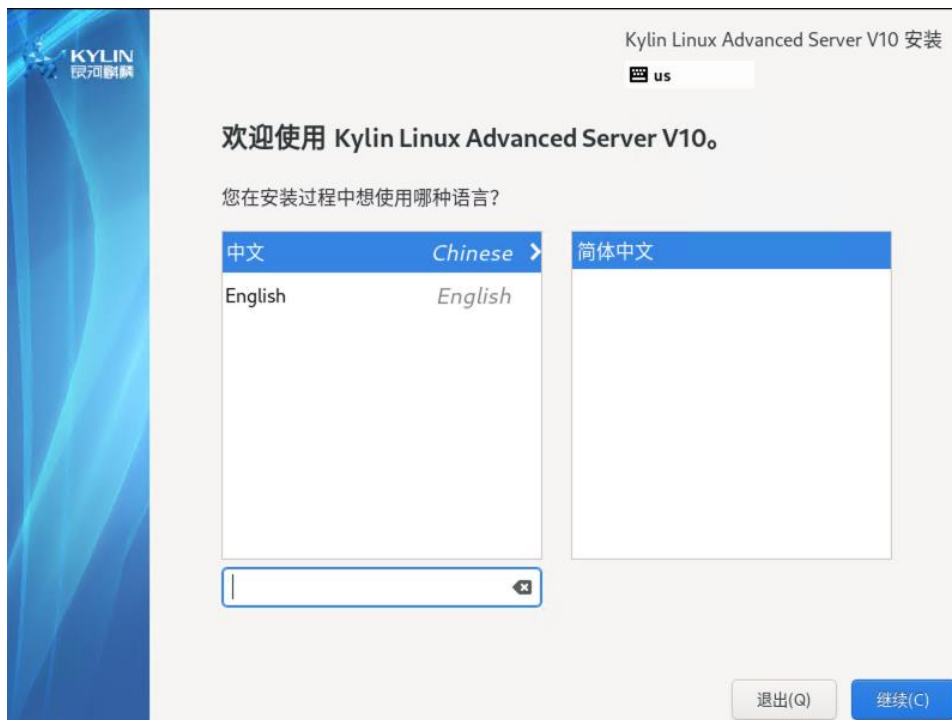 KYLIN
银河麒麟
Kylin Linux Advanced Server V10 安装
us
欢迎使用 Kylin Linux Advanced Server V10。
您在安装过程中想使用哪种语言?
中文 Chinese
简体中文
English English
退出(Q)
继续(C)